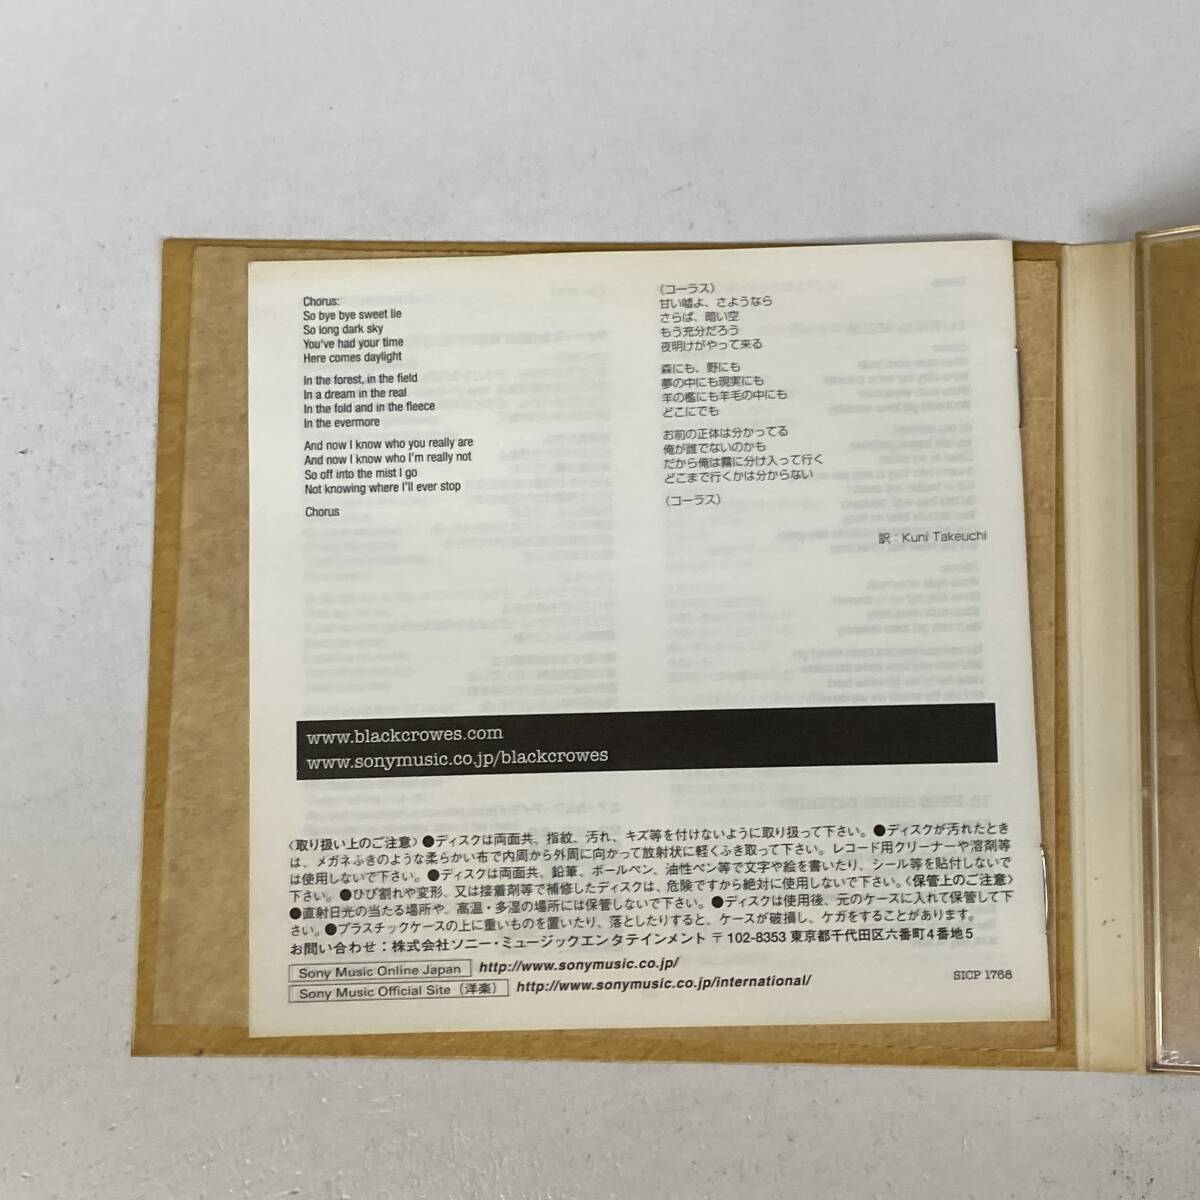 Chorus:
So bye bye sweet lie
So long dark sky
You've had your time
Here comes daylight
In the forest, in the field
In a dream in the real
In the fold and in the fleece
In the evermore
And now I know who you really are
And now I know who I'm really not
So off into the mist I go
Not knowing where I'll ever stop
Chorus
(コーラス)
甘い嘘よ、さようなら
さらば、暗い空
もう充分だろう
夜明けがやって来る
森にも、野にも
夢の中にも現実にも
羊の檻にも羊毛の中にも
どこにでも
お前の正体は分かってる
俺が誰でないのかも
だから俺は霧に分け入って行く
どこまで行くかは分からない
(コーラス)
訳:Kuni Takeuchi
www.blackcrowes.com
www.sonymusic.co.jp/blackcrowes
〈取り扱い上のご注意〉●ディスクは両面共、指紋、汚れ、キズ等を付けないように取り扱って下さい。●ディスクが汚れたとき
は、メガネふきのような柔らかい布で内周から外周に向かって放射状に軽くふき取って下さい。レコード用クリーナーや溶剤等
は使用しないで下さい。●ディスクは両面共、鉛筆、ボールペン、油性ペン等で文字や絵を書いたり、シール等を貼付しないで
下さい。●ひび割れや変形、又は接着剤等で補修したディスクは、危険ですから絶対に使用しないで下さい。〈保管上のご注意〉
●直射日光の当たる場所や、高温・多湿の場所には保管しないで下さい。●ディスクは使用後、元のケースに入れて保管して下
さい。●プラスチックケースの上に重いものを置いたり、落としたりすると、ケースが破損し、ケガをすることがあります。
お問い合わせ:株式会社ソニー・ミュージックエンタテインメント 〒102-8353 東京都千代田区六番町4番地5
Sony Music Online Japan http://www.sonymusic.co.jp/
Sony Music Official Site (洋楽) http://www.sonymusic.co.jp/international/
SICP 1768